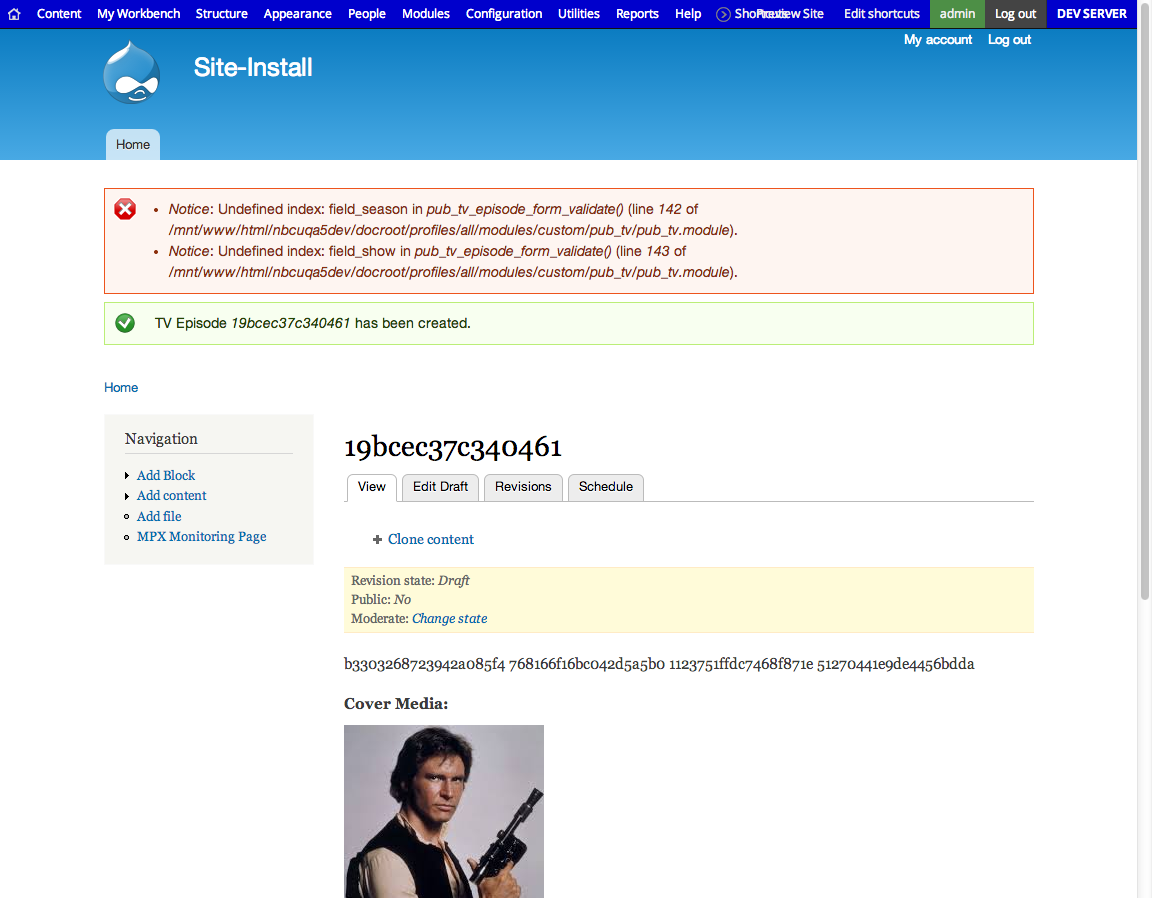 Content My Workbench Structure Appearance People Modules Configuration Utilities Reports Help Shortcuts Preview Site Edit shortcuts admin Log out DEV SERVER
My account Log out
Site-Install
Home
Notice: Undefined index: field_season in pub_tv_episode_form_validate() (line 142 of
/mnt/www/html/nbcuqa5dev/docroot/profiles/all/modules/custom/pub_tv/pub_tv.module).
Notice: Undefined index: field_show in pub_tv_episode_form_validate() (line 143 of
/mnt/www/html/nbcuqa5dev/docroot/profiles/all/modules/custom/pub_tv/pub_tv.module).
TV Episode 19bcec37c340461 has been created.
Home
Navigation
Add Block
Add content
Add file
MPX Monitoring Page
19bcec37c340461
View Edit Draft Revisions Schedule
Clone content
Revision state: Draft
Public: No
Moderate: Change state
b3303268723942a085f4 768166f16bc042d5a5b0 1123751ffdc7468f871e 51270441e9de4456bdda
Cover Media: